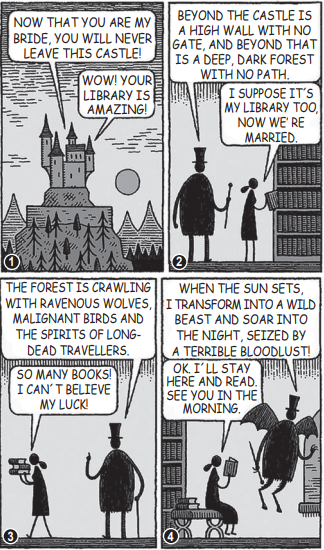 NOW THAT YOU ARE MY
BRIDE, YOU WILL NEVER
LEAVE THIS CASTLE!
WOW! YOUR
LIBRARY IS
AMAZING!
1
BEYOND THE CASTLE IS
A HIGH WALL WITH NO
GATE, AND BEYOND THAT
IS A DEEP, DARK FOREST
WITH NO PATH.
I SUPPOSE IT'S
MY LIBRARY TOO,
NOW WE'RE
MARRIED.
2
THE FOREST IS CRAWLING
WITH RAVENOUS WOLVES,
MALIGNANT BIRDS AND
THE SPIRITS OF LONG-
DEAD TRAVELLERS.
SO MANY BOOKS!
I CAN´T BELIEVE
MY LUCK!
3
WHEN THE SUN SETS,
I TRANSFORM INTO A WILD
BEAST AND SOAR INTO
THE NIGHT, SEIZED BY
A TERRIBLE BLOODLUST!
OK. I´LL STAY
HERE AND READ.
SEE YOU IN THE
MORNING.
4